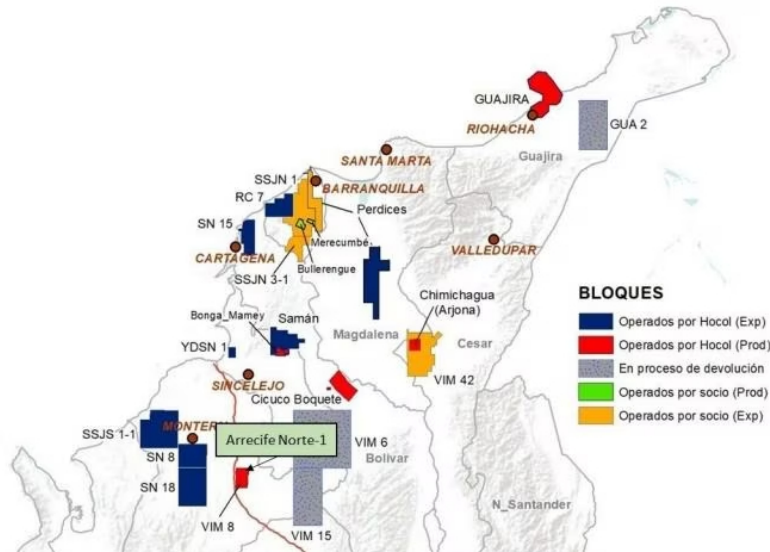 GUAJIRA
RIOHACHA
GUA 2
Guajira
SANTA MARTA
SSJN 1
BARRANQUILLA
RC 7
Perdices
SN 15
Merecumbé
VALLEDUPAR
CARTAGENA
Bullerengue
SSJN 3-1
BLOQUES
Operados por Hocol (Exp)
Operados por Hocol (Prod)
En proceso de devolución
Operados por socio (Prod)
Operados por socio (Exp)
Chimichagua
(Arjona)
Bonga_Mamey
Samán
Magdalena
Cesar
YDSN 1
SINCELEJO
VIM 42
Cicuco Boquete
SSJS 1-1
MONTER
Arrecife Norte-1
VIM 6
SN 8
Bolivar
SN 18
N_Santander
VIM 8
VIM 15